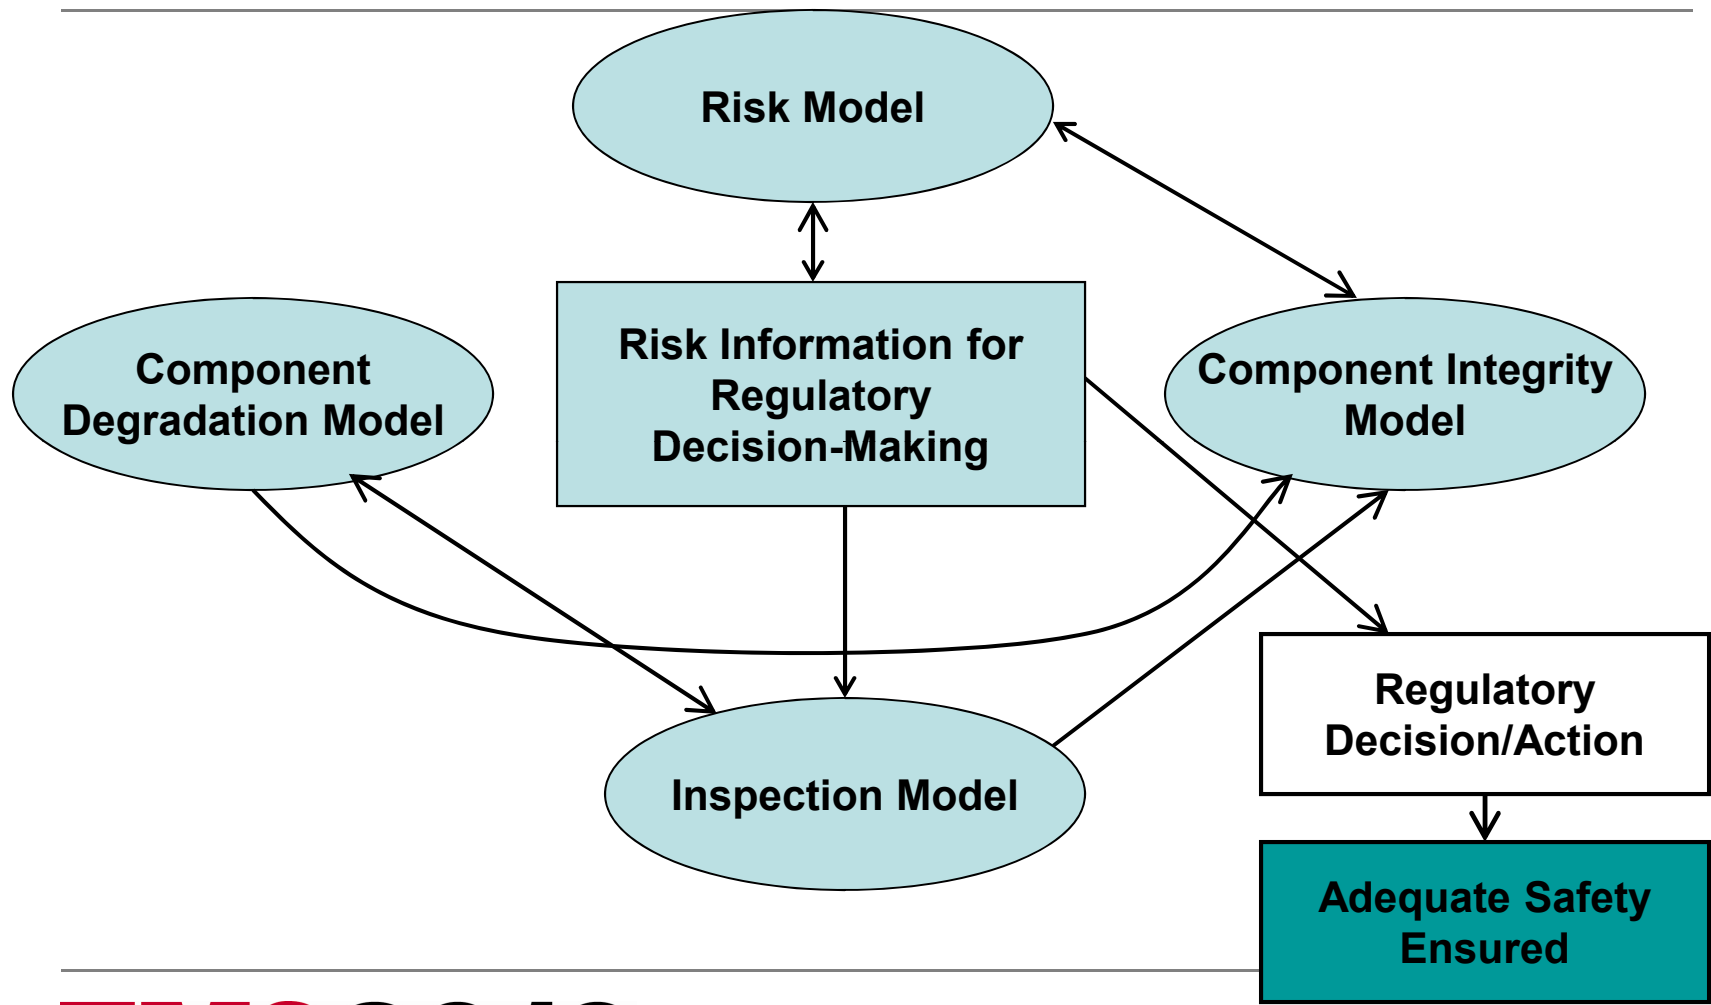 Risk Model
Risk Information for
Regulatory
Decision-Making
Component
Degradation Model
Component Integrity
Model
Inspection Model
Regulatory
Decision/Action
Adequate Safety
Ensured